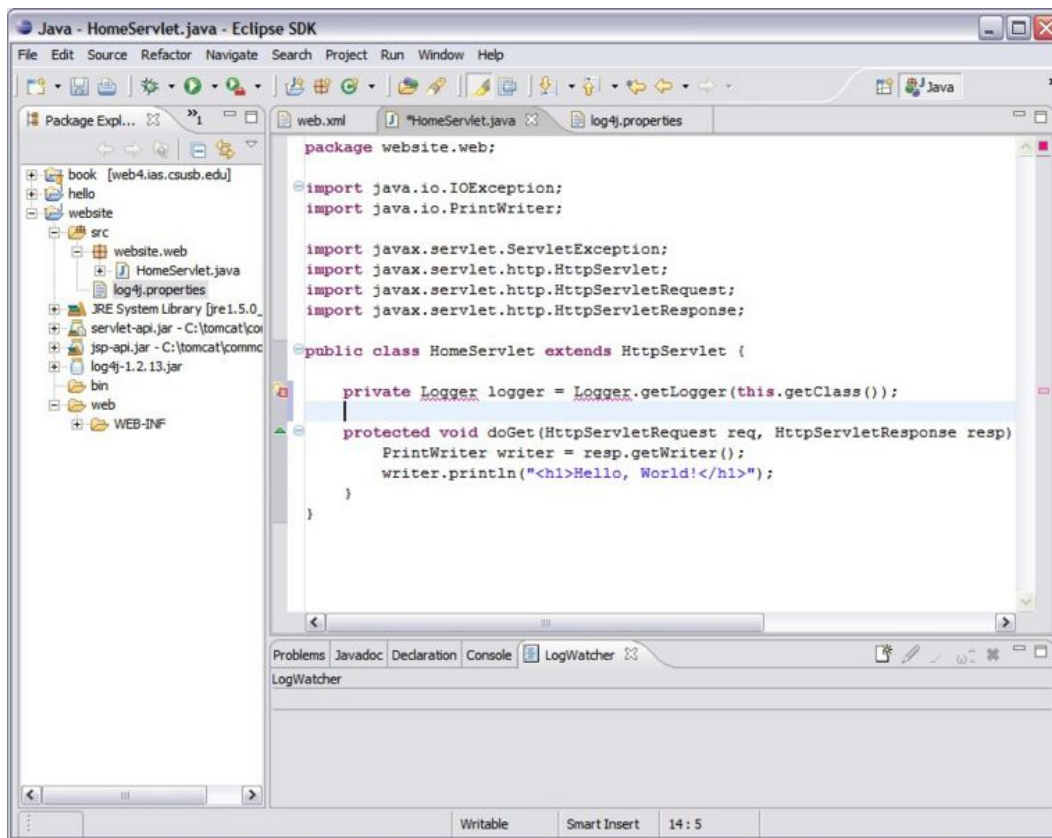 Java - HomeServlet.java - Eclipse SDK
File Edit Source Refactor Navigate Search Project Run Window Help
Java
Package Expl... »1
web.xml *HomeServlet.java log4j.properties
book [web4.ias.csusb.edu]
hello
website
src
website.web
HomeServlet.java
log4j.properties
JRE System Library [jre1.5.0_
servlet-api.jar - C:\tomcat\co
jsp-api.jar - C:\tomcat\commo
log4j-1.2.13.jar
bin
web
WEB-INF
package website.web;
import java.io.IOException;
import java.io.PrintWriter;
import javax.servlet.ServletException;
import javax.servlet.http.HttpServlet;
import javax.servlet.http.HttpServletRequest;
import javax.servlet.http.HttpServletResponse;
public class HomeServlet extends HttpServlet {
private Logger logger = Logger.getLogger(this.getClass());
protected void doGet(HttpServletRequest req, HttpServletResponse resp)
PrintWriter writer = resp.getWriter();
writer.println("<h1>Hello, World!</h1>");
}
}
Problems Javadoc Declaration Console LogWatcher
LogWatcher
Writable Smart Insert 14 : 5